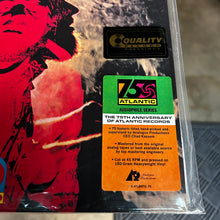 QUALITY
75
ATLANTIC
AUDIOPHILE SERIES
THE 75TH ANNIVERSARY
OF ATLANTIC RECORDS
• 75 historic titles hand-picked and
supervised by Analogue Productions
CEO Chad Kassem
• Mastered from the original
analog tapes or best available source
by top mastering engineers
• Cut at 45 RPM and pressed on
180-Gram Heavyweight Vinyl